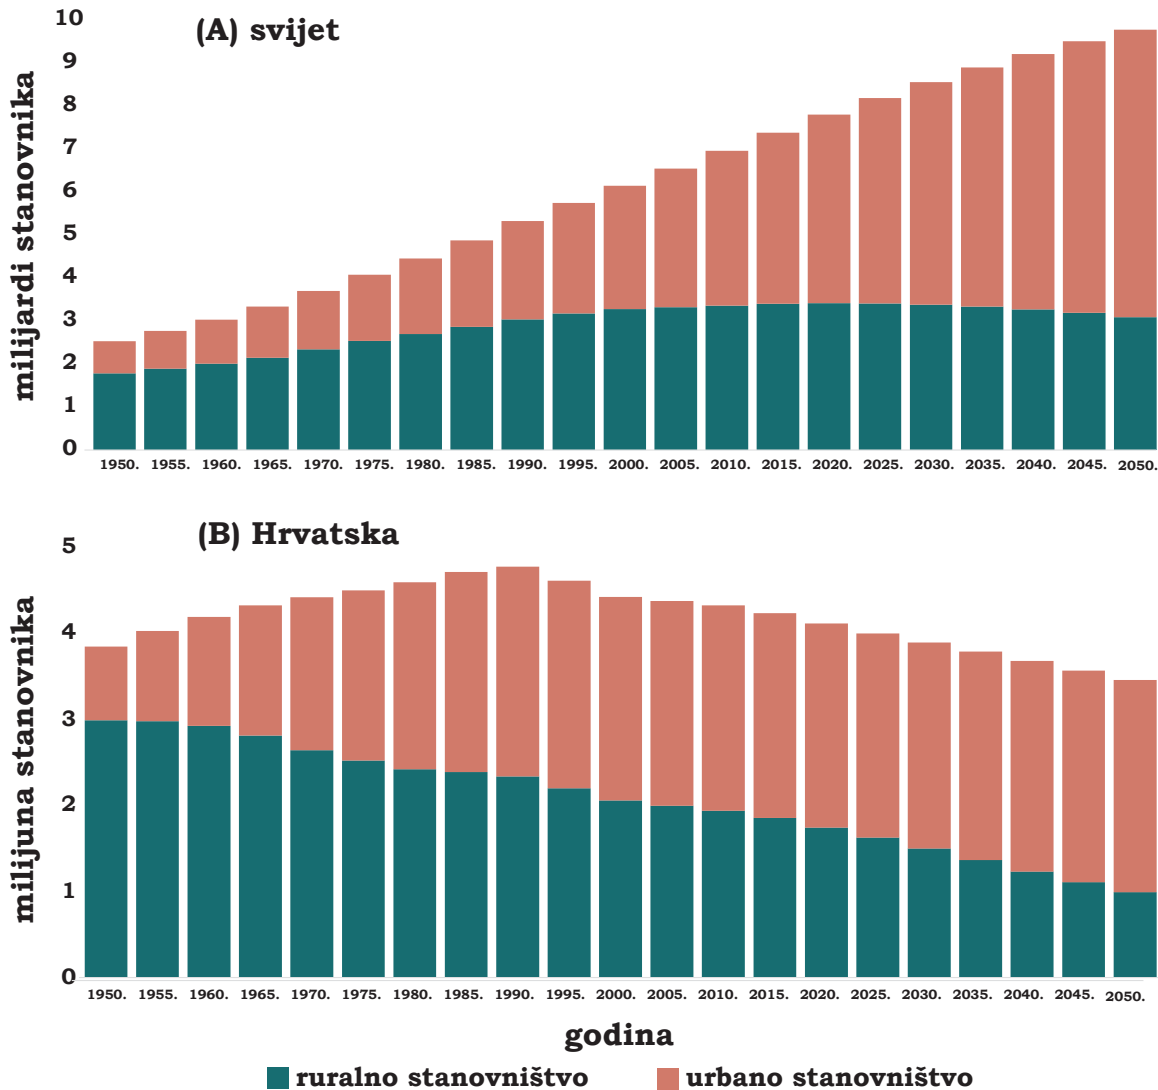 (A) svijet
milijardi stanovnika
10
9
8
7
6
5
4
3
2
1
0
1950. 1955. 1960. 1965. 1970. 1975. 1980. 1985. 1990. 1995. 2000. 2005. 2010. 2015. 2020. 2025. 2030. 2035. 2040. 2045. 2050.
(B) Hrvatska
milijuna stanovnika
5
4
3
2
1
0
1950. 1955. 1960. 1965. 1970. 1975. 1980. 1985. 1990. 1995. 2000. 2005. 2010. 2015. 2020. 2025. 2030. 2035. 2040. 2045. 2050.
godina
ruralno stanovništvo urbano stanovništvo